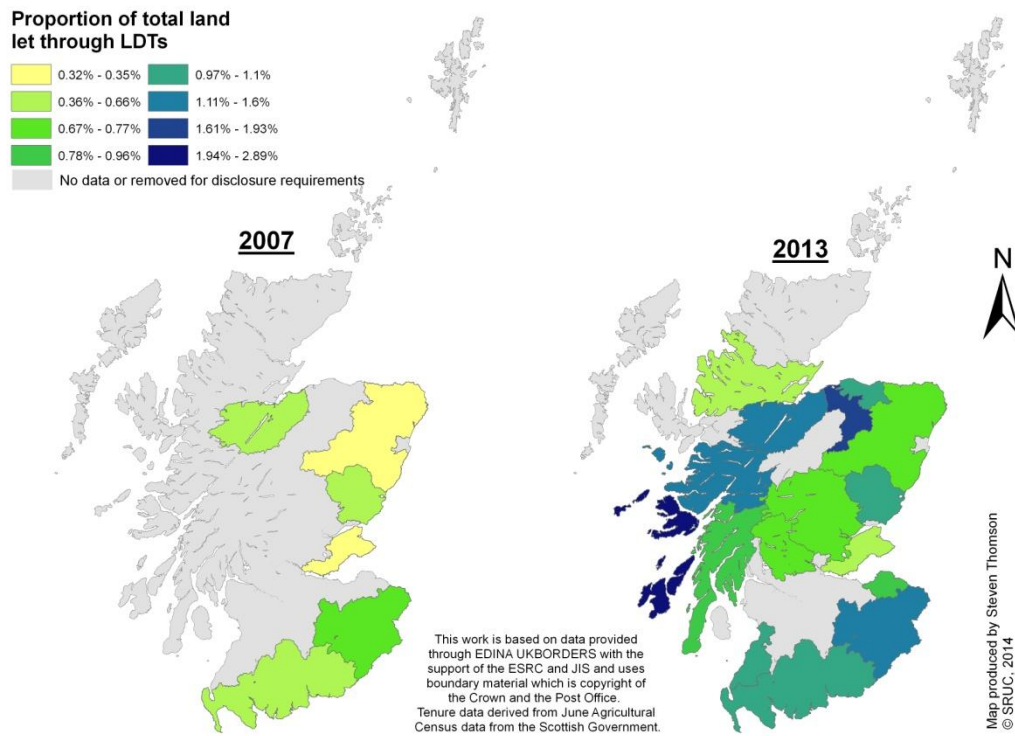 Proportion of total land
let through LDTs
0.32% - 0.35%
0.36% - 0.66%
0.67% - 0.77%
0.78% - 0.96%
0.97% - 1.1%
1.11% - 1.6%
1.61% - 1.93%
1.94% - 2.89%
No data or removed for disclosure requirements
2007
2013
N
This work is based on data provided
through EDINA UKBORDERS with the
support of the ESRC and JIS and uses
boundary material which is copyright of
the Crown and the Post Office.
Tenure data derived from June Agricultural
Census data from the Scottish Government.
Map produced by Steven Thomson
© SRUC, 2014